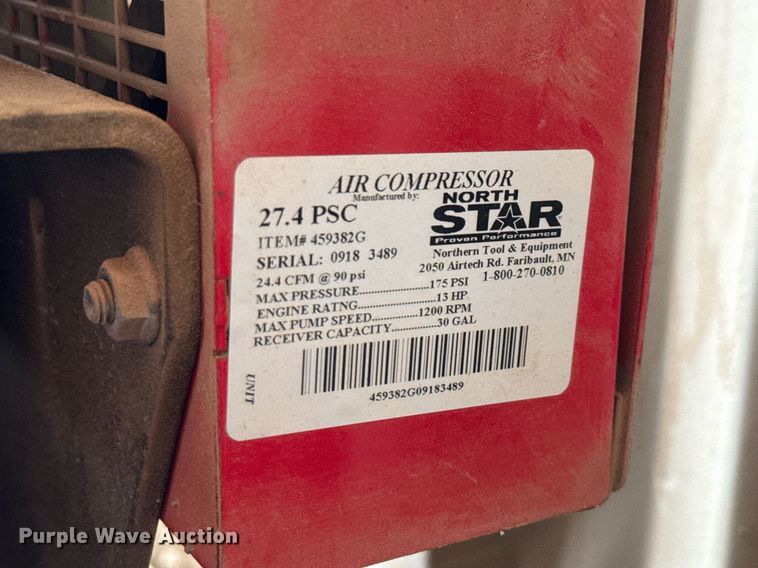 AIR COMPRESSOR
Manufactured by:
NORTH
STAR
Proven Performance
27.4 PSC
ITEM# 459382G
SERIAL: 0918 3489
Northern Tool & Equipment
2050 Airtech Rd. Faribault, MN
1-800-270-0810
24.4 CFM @ 90 psi
MAX PRESSURE........................175 PSI
ENGINE RATNG.........................13 HP
MAX PUMP SPEED..............1200 RPM
RECEIVER CAPACITY..............30 GAL
UNIT
459382G09183489
Purple Wave Auction